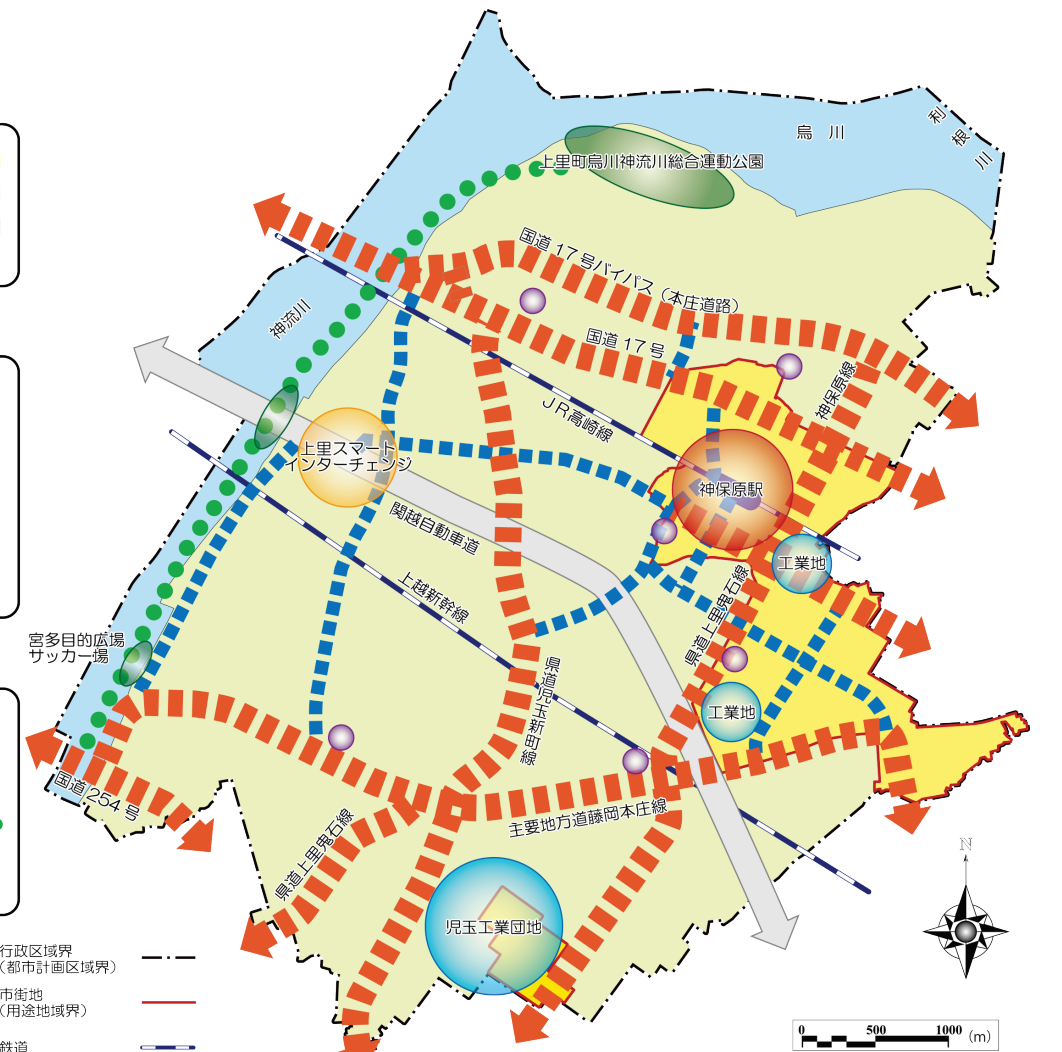 烏　川
利根川
上里町烏川神流川総合運動公園
国道 17 号バイパス（本庄道路）
神流川
国道 17 号
神保原線
ＪＲ高崎線
上里スマート
インターチェンジ
神保原駅
関越自動車道
工業地
上越新幹線
県道上里鬼石線
宮多目的広場
サッカー場
県道児玉新町線
工業地
国道 254 号
主要地方道藤岡本庄線
県道上里鬼石線
児玉工業団地
N
行政区域界
（都市計画区域界）
市街地
（用途地域界）
鉄道
0 500 1000 (m)